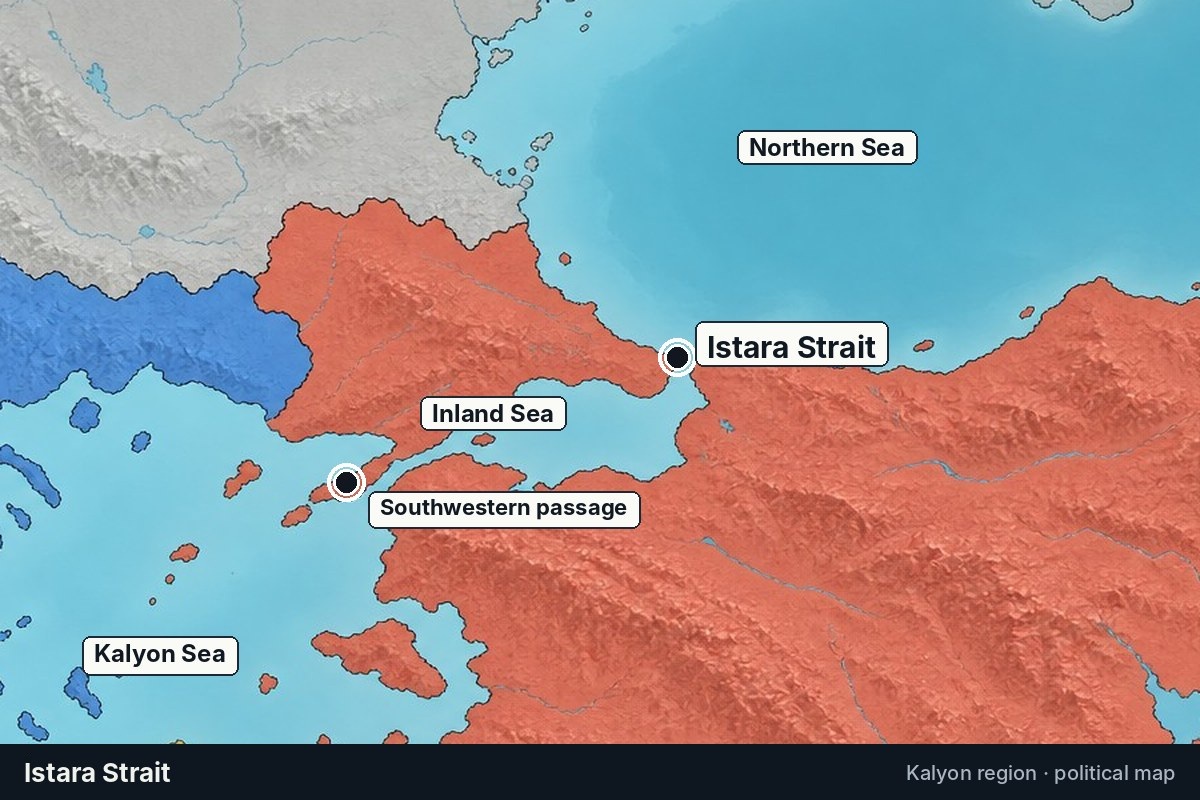 Northern Sea
Istara Strait
Inland Sea
Southwestern passage
Kalyon Sea
Istara Strait
Kalyon region · political map